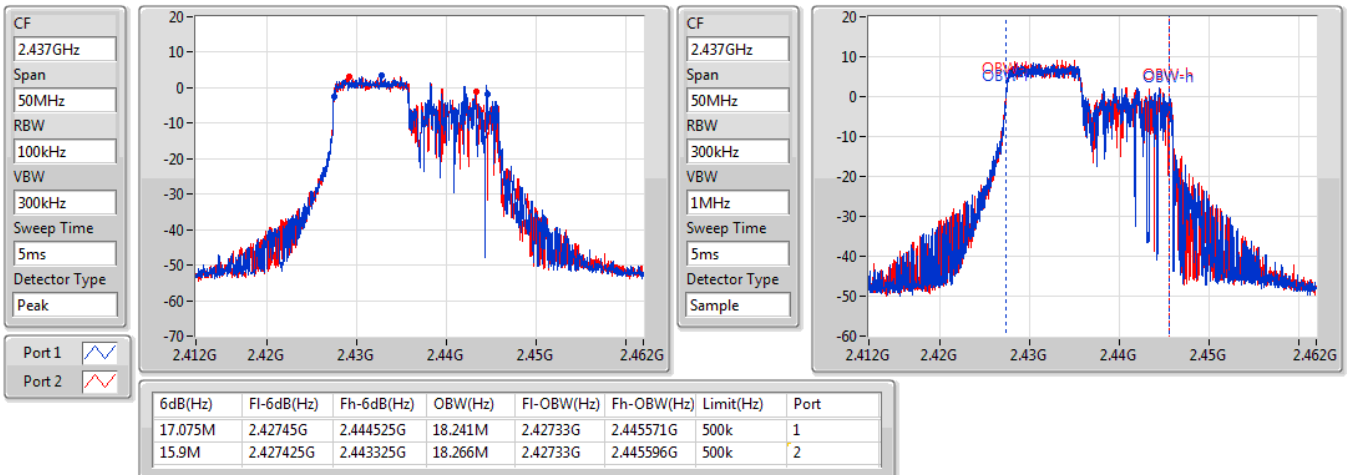 CF
2.437GHz
Span
50MHz
RBW
100kHz
VBW
300kHz
Sweep Time
5ms
Detector Type
Peak
Port 1
Port 2
20
10
0
-10
-20
-30
-40
-50
-60
-70
2.412G 2.42G 2.43G 2.44G 2.45G 2.462G
CF
2.437GHz
Span
50MHz
RBW
300kHz
VBW
1MHz
Sweep Time
5ms
Detector Type
Sample
20
10
0
-10
-20
-30
-40
-50
-60
OBW-h
OBW-h
2.412G 2.42G 2.43G 2.44G 2.45G 2.462G
6dB(Hz) Fl-6dB(Hz) Fh-6dB(Hz) OBW(Hz) Fl-OBW(Hz) Fh-OBW(Hz) Limit(Hz) Port
17.075M 2.42745G 2.444525G 18.241M 2.42733G 2.445571G 500k 1
15.9M 2.427425G 2.443325G 18.266M 2.42733G 2.445596G 500k 2